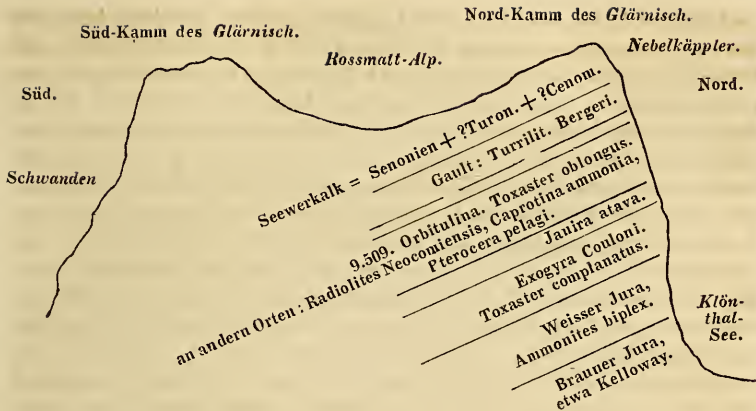 Nord-Kamm des Glärnisch.
Süd-Kamm des Glärnisch.
Nebelkäppler.
Rossmatt-Alp.
Süd.
Nord.
Schwanden
Seewerkalk = Senonien + ?Turon. + ?Cenom.
Gault: Turrilit. Bergeri.
9.509. Orbitulina. Toxaster oblongus.
an andern Orten: Radiolites Neocomiensis, Caprotina ammonia,
Pterocera pelagi.
Janira atava.
Exogyra Couloni.
Toxaster complanatus.
Weisser Jura,
Ammonites biplex.
Brauner Jura,
etwa Kelloway.
Klön-
thal-
See.